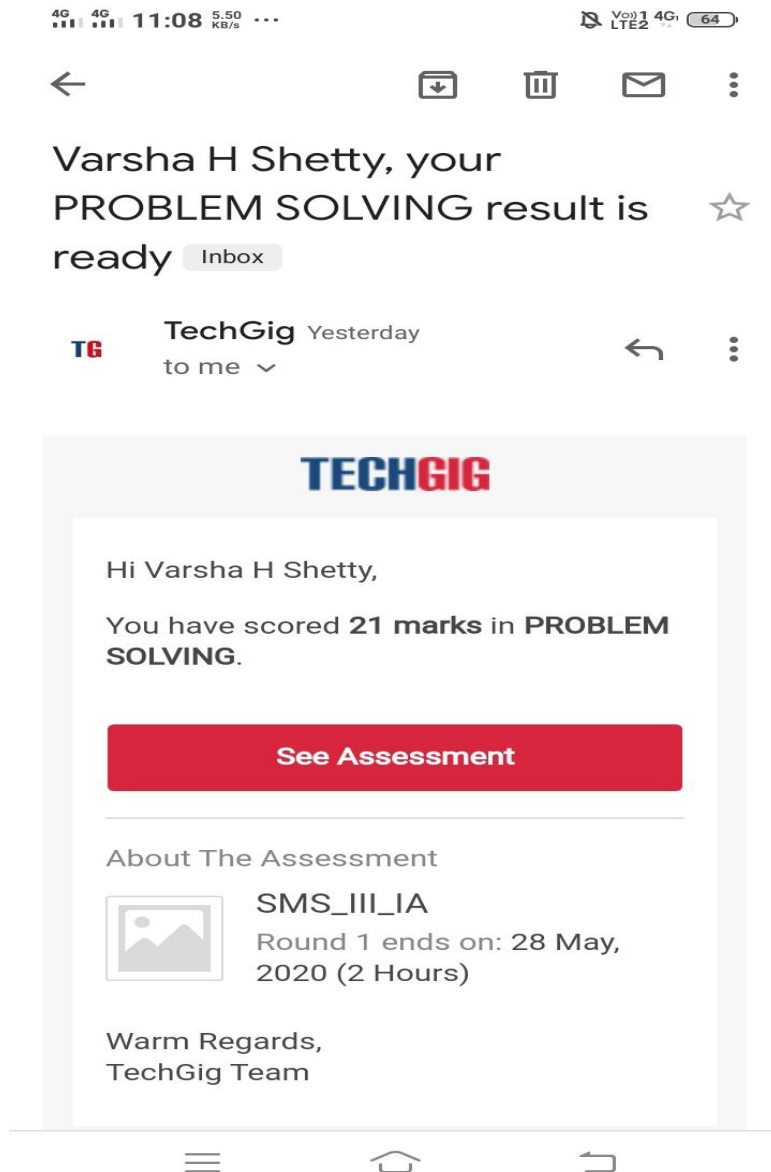 4G 4G 11:08 5.50 KB/s ... Vo)) 1 LTE2 4G 64
Varsha H Shetty, your
PROBLEM SOLVING result is
ready Inbox
TG TechGig Yesterday
to me
TECHGIG
Hi Varsha H Shetty,
You have scored 21 marks in PROBLEM
SOLVING.
See Assessment
About The Assessment
SMS_III_IA
Round 1 ends on: 28 May,
2020 (2 Hours)
Warm Regards,
TechGig Team